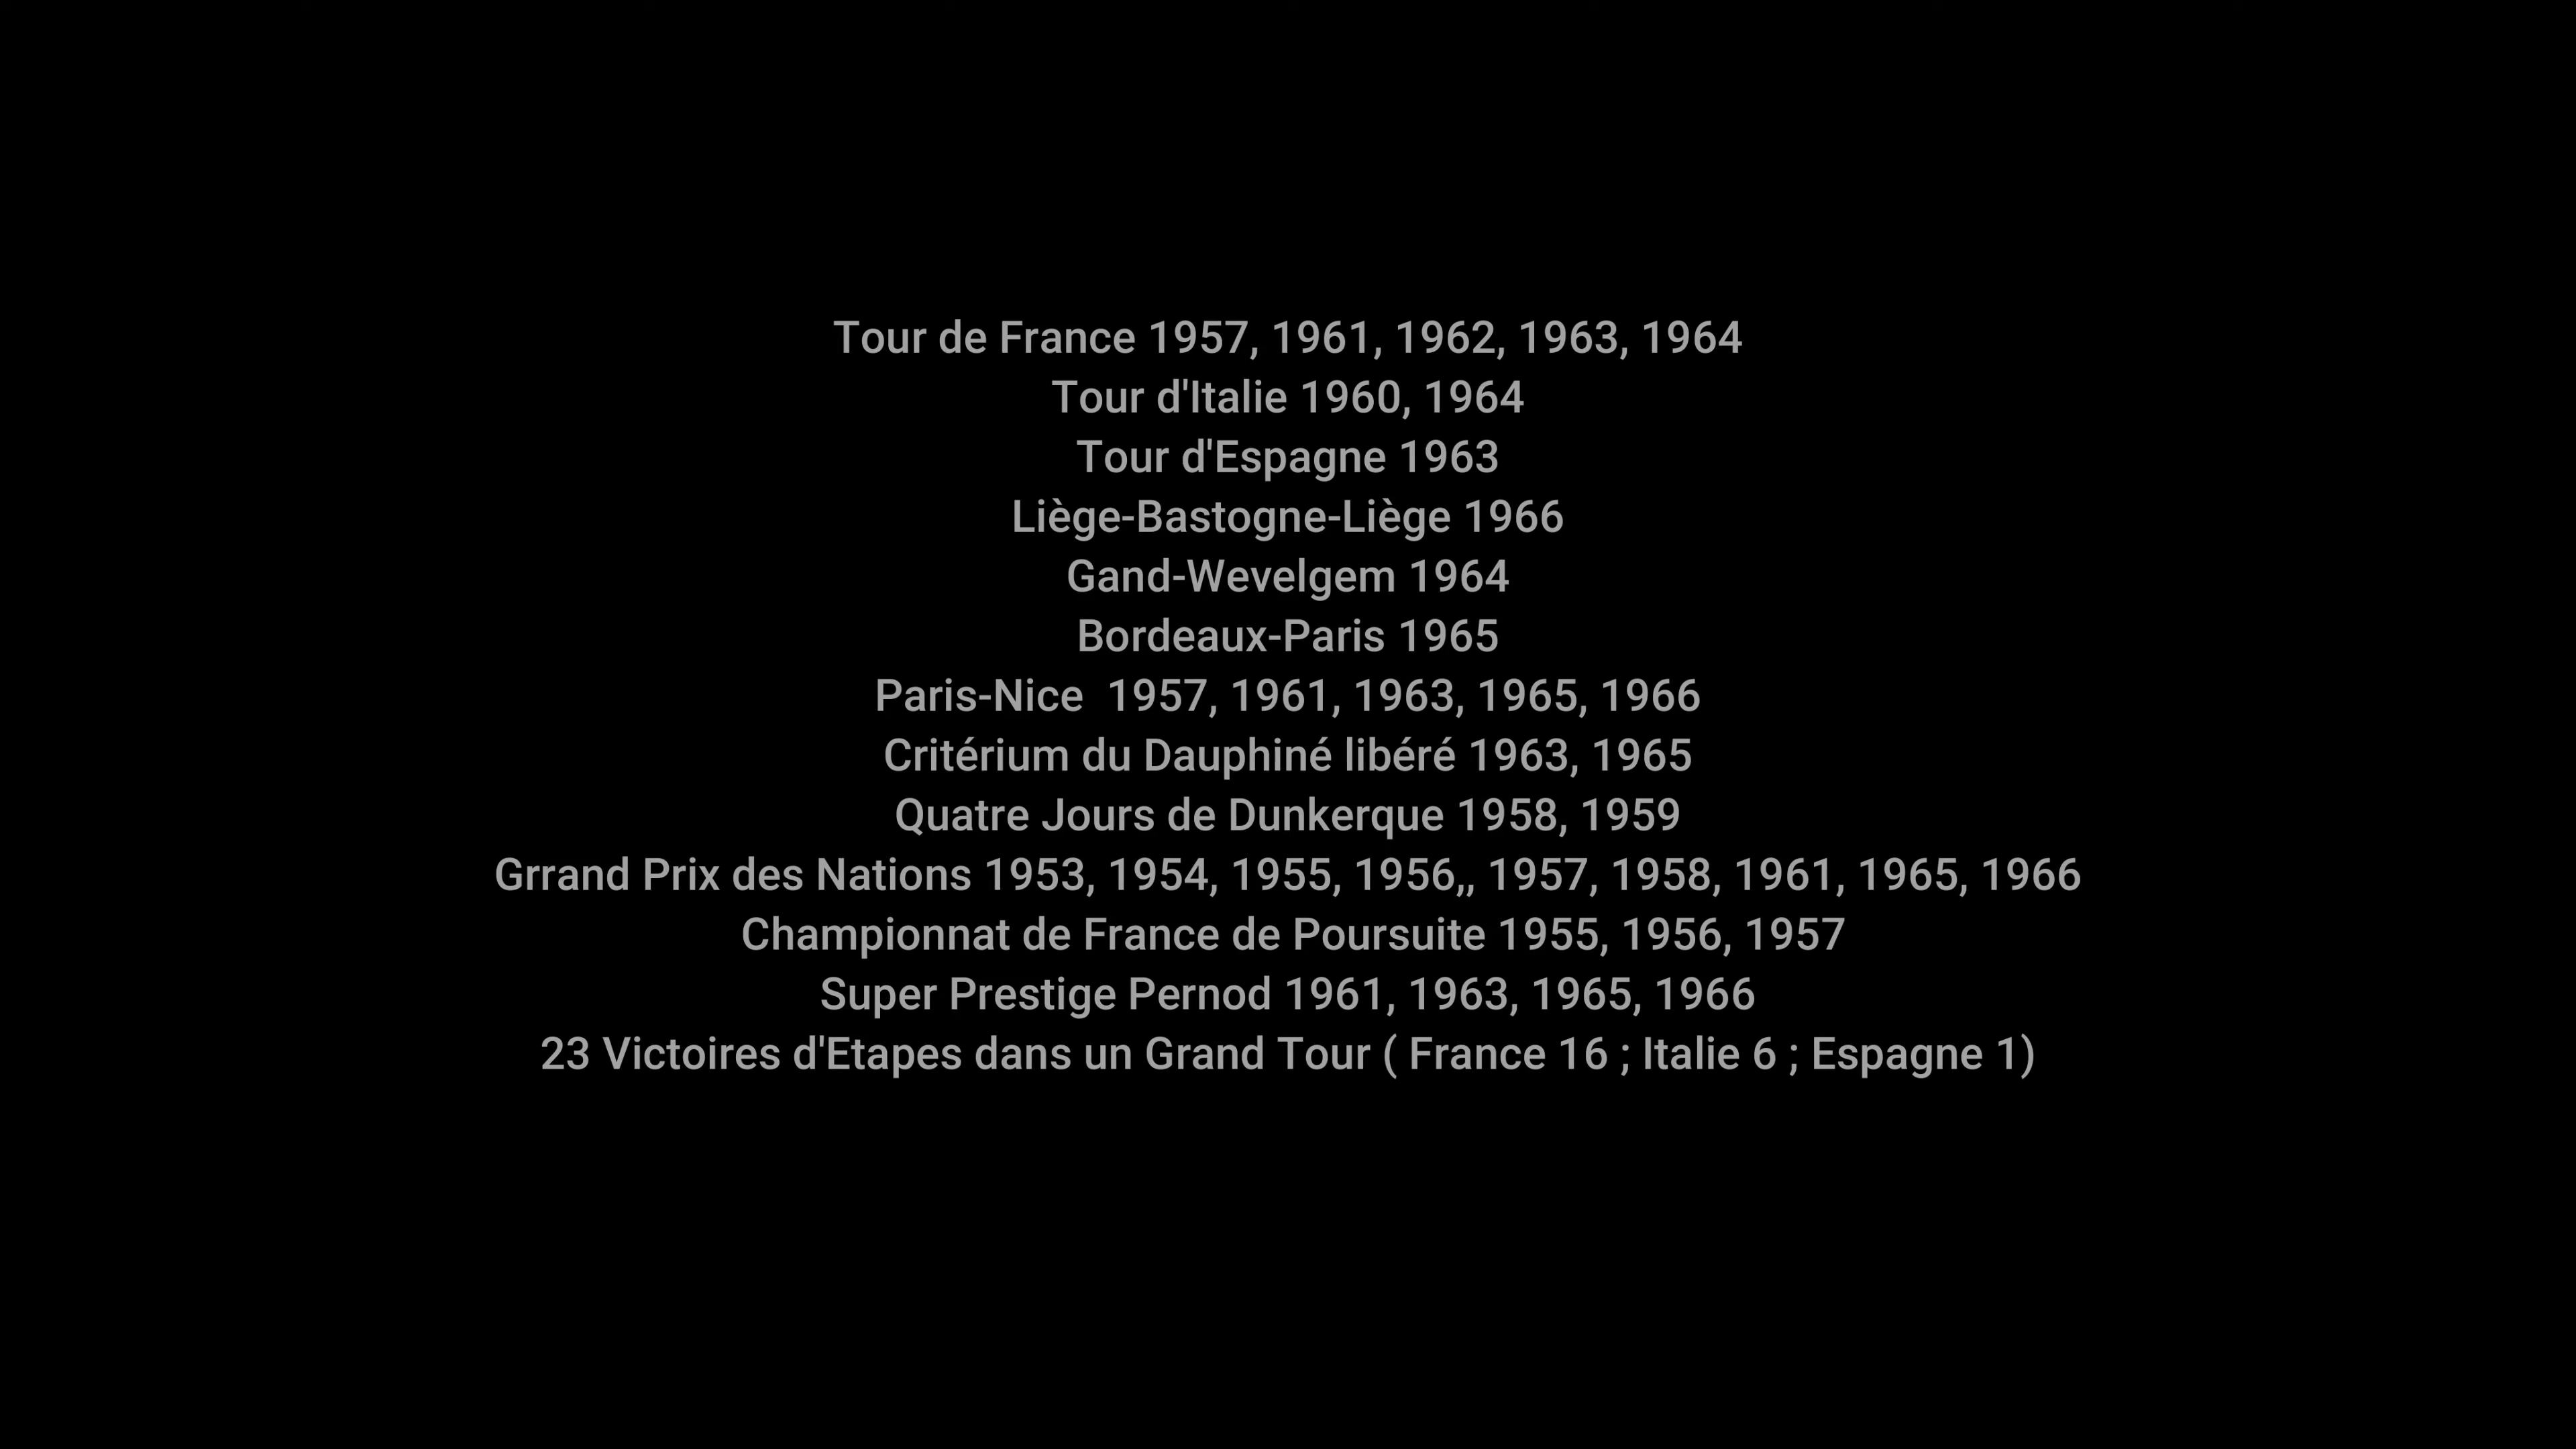 Tour de France 1957, 1961, 1962, 1963, 1964
Tour d'Italie 1960, 1964
Tour d'Espagne 1963
Liège-Bastogne-Liège 1966
Gand-Wevelgem 1964
Bordeaux-Paris 1965
Paris-Nice  1957, 1961, 1963, 1965, 1966
Critérium du Dauphiné libéré 1963, 1965
Quatre Jours de Dunkerque 1958, 1959
Grrand Prix des Nations 1953, 1954, 1955, 1956,, 1957, 1958, 1961, 1965, 1966
Championnat de France de Poursuite 1955, 1956, 1957
Super Prestige Pernod 1961, 1963, 1965, 1966
23 Victoires d'Etapes dans un Grand Tour ( France 16 ; Italie 6 ; Espagne 1)